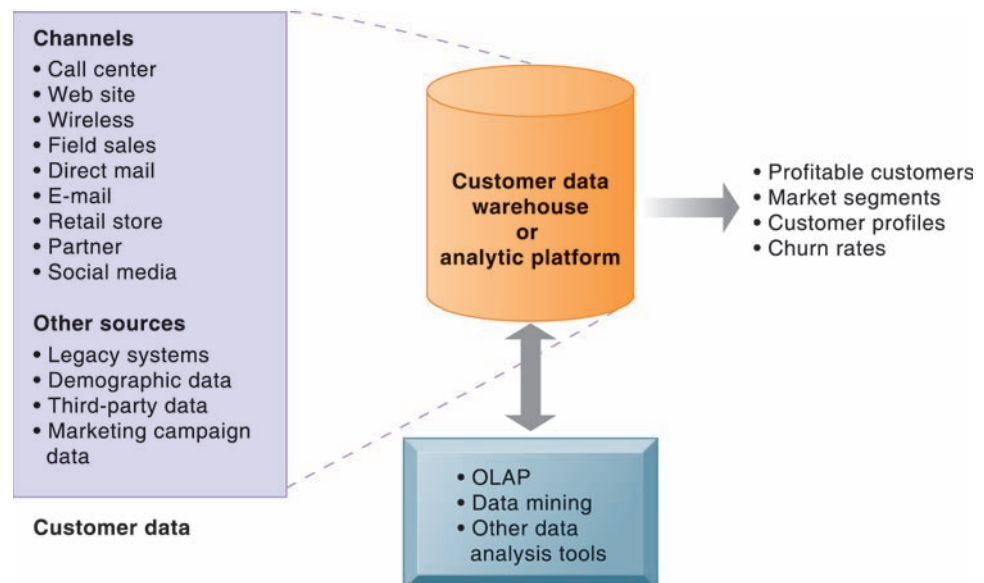 Channels
• Call center
• Web site
• Wireless
• Field sales
• Direct mail
• E-mail
• Retail store
• Partner
• Social media
Other sources
• Legacy systems
• Demographic data
• Third-party data
• Marketing campaign
data
Customer data
Customer data
warehouse
or
analytic platform
• Profitable customers
• Market segments
• Customer profiles
• Churn rates
• OLAP
• Data mining
• Other data
analysis tools